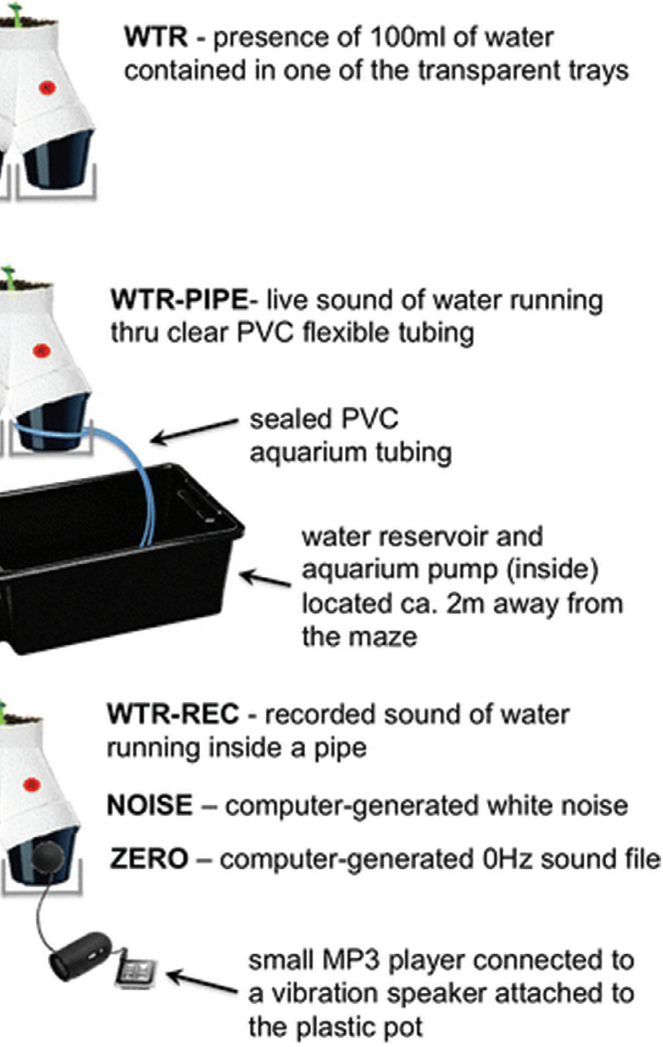 WTR - presence of 100ml of water
contained in one of the transparent trays
WTR-PIPE- live sound of water running
thru clear PVC flexible tubing
sealed PVC
aquarium tubing
water reservoir and
aquarium pump (inside)
located ca. 2m away from
the maze
WTR-REC - recorded sound of water
running inside a pipe
NOISE – computer-generated white noise
ZERO – computer-generated 0Hz sound file
small MP3 player connected to
a vibration speaker attached to
the plastic pot